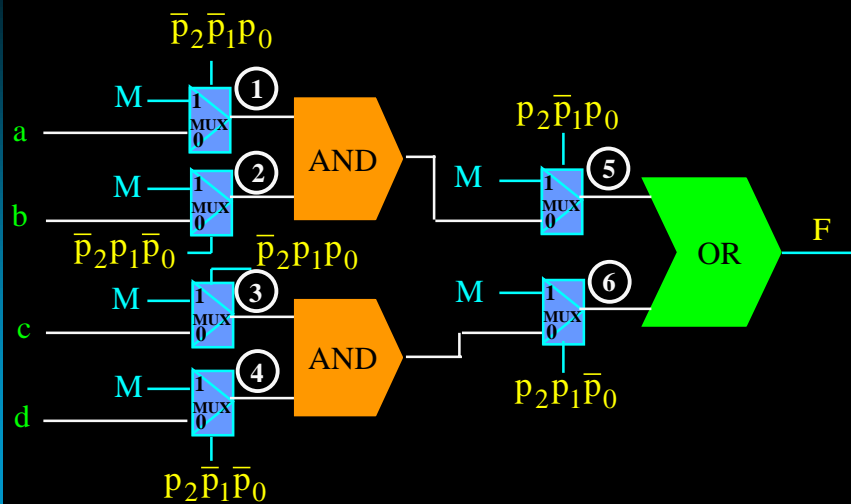 p̅₂p̅₁p₀
M 1 MUX 0 ①
a
AND
M 1 MUX 0 ②
b
p̅₂p₁p̅₀
p̅₂p₁p₀
M 1 MUX 0 ③
c
AND
M 1 MUX 0 ④
d
p₂p̅₁p̅₀
p₂p̅₁p₀
M 1 MUX 0 ⑤
OR
F
M 1 MUX 0 ⑥
p₂p₁p̅₀